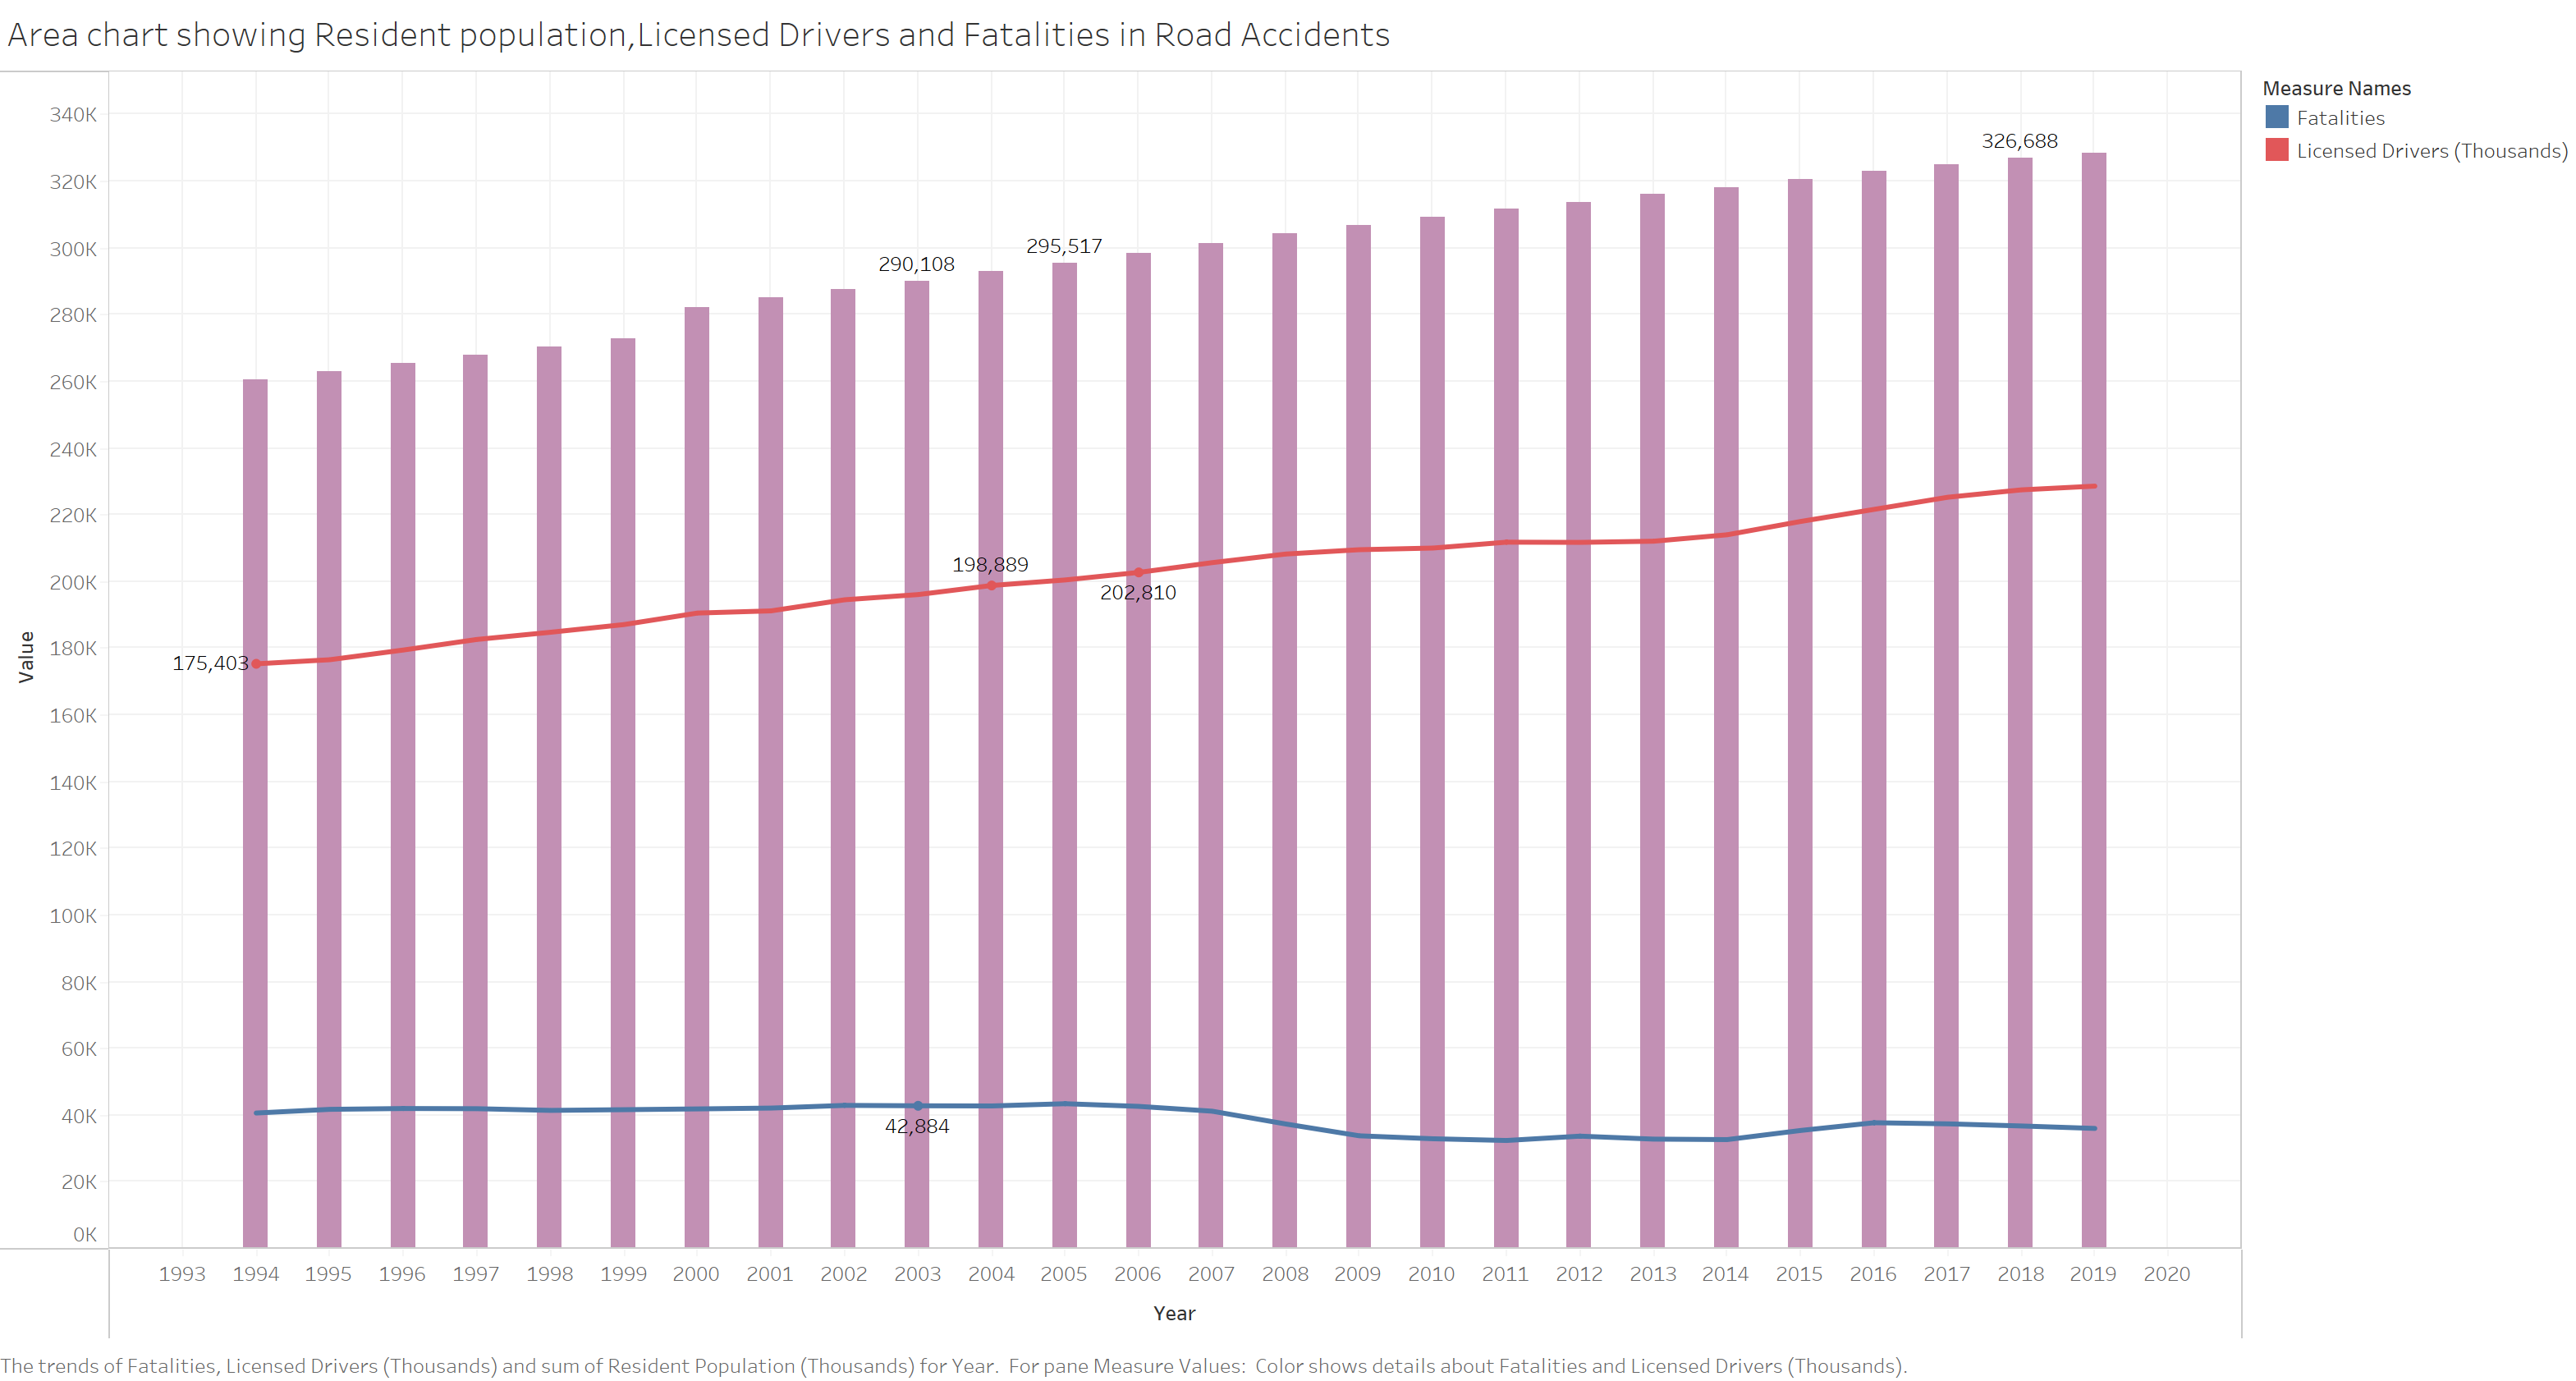 Area chart showing Resident population,Licensed Drivers and Fatalities in Road Accidents
Measure Names
Fatalities
Licensed Drivers (Thousands)
Value
340K
320K
300K
280K
260K
240K
220K
200K
180K
160K
140K
120K
100K
80K
60K
40K
20K
0K
326,688
295,517
290,108
198,889
202,810
175,403
42,884
1993 1994 1995 1996 1997 1998 1999 2000 2001 2002 2003 2004 2005 2006 2007 2008 2009 2010 2011 2012 2013 2014 2015 2016 2017 2018 2019 2020
Year
The trends of Fatalities, Licensed Drivers (Thousands) and sum of Resident Population (Thousands) for Year.  For pane Measure Values:  Color shows details about Fatalities and Licensed Drivers (Thousands).